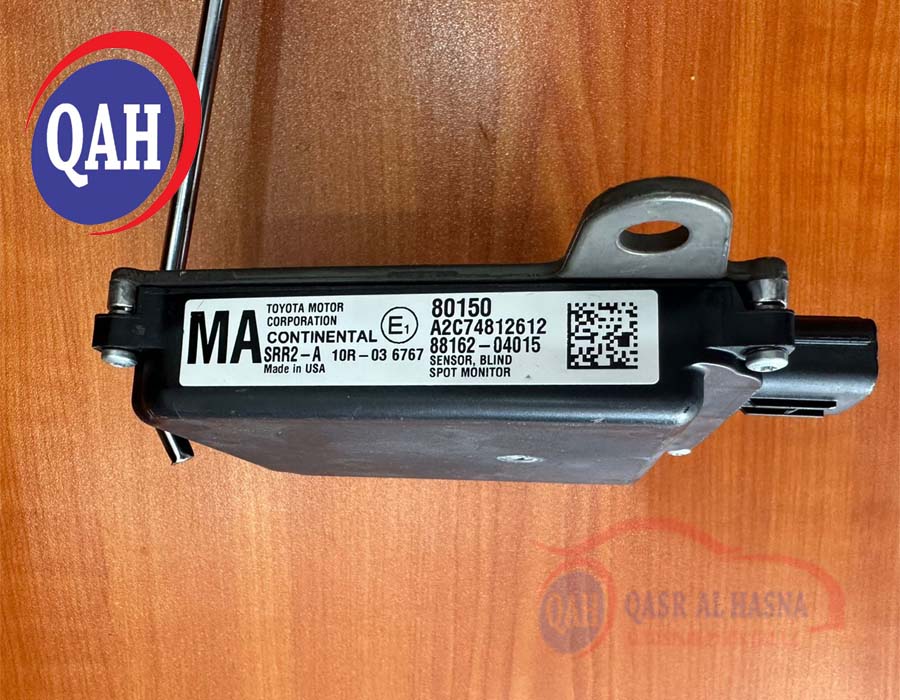 QAH
MA
TOYOTA MOTOR
CORPORATION
CONTINENTAL
SRR2-A 10R-03 6767
Made in USA
E1
80150
A2C74812612
88162-04015
SENSOR, BLIND
SPOT MONITOR
QAH
QASR AL HASNA